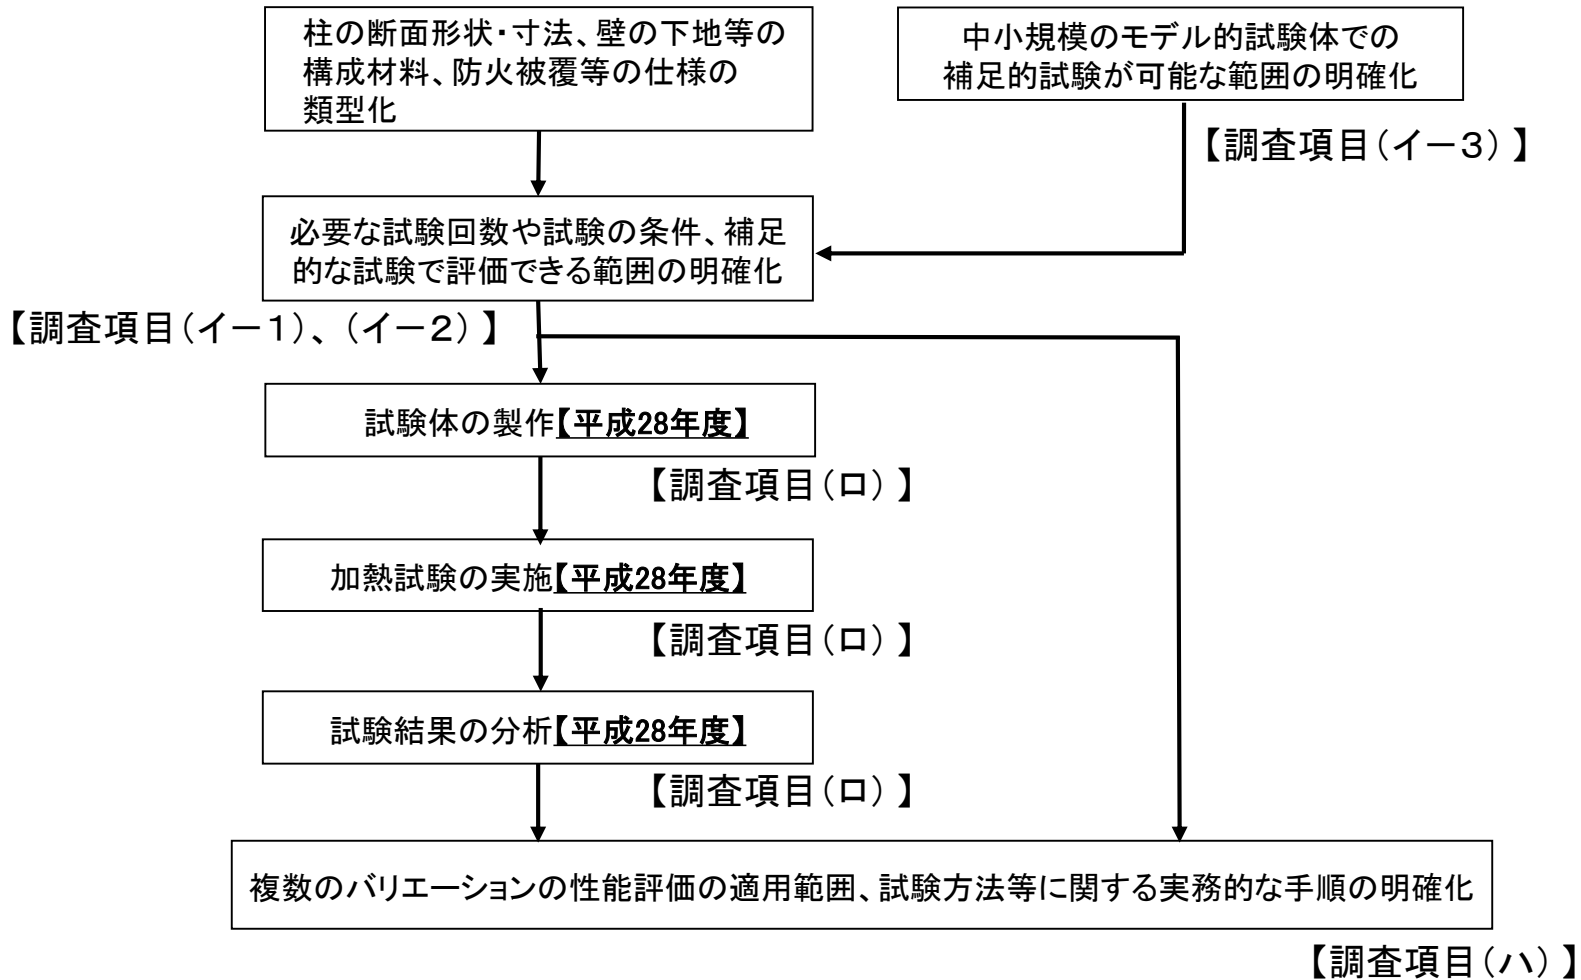 柱の断面形状・寸法、壁の下地等の
構成材料、防火被覆等の仕様の
類型化
中小規模のモデル的試験体での
補足的試験が可能な範囲の明確化
【調査項目（イー３）】
必要な試験回数や試験の条件、補足
的な試験で評価できる範囲の明確化
【調査項目（イー１）、（イー２）】
試験体の製作【平成28年度】
【調査項目（ロ）】
加熱試験の実施【平成28年度】
【調査項目（ロ）】
試験結果の分析【平成28年度】
【調査項目（ロ）】
複数のバリエーションの性能評価の適用範囲、試験方法等に関する実務的な手順の明確化
【調査項目（ハ）】